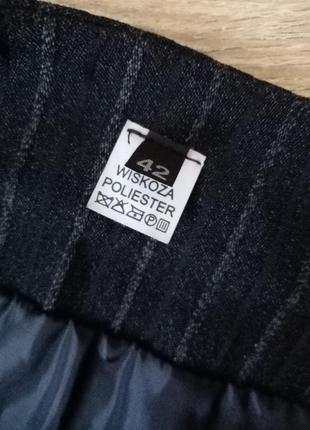 42
WISKOZA
POLIESTER
P